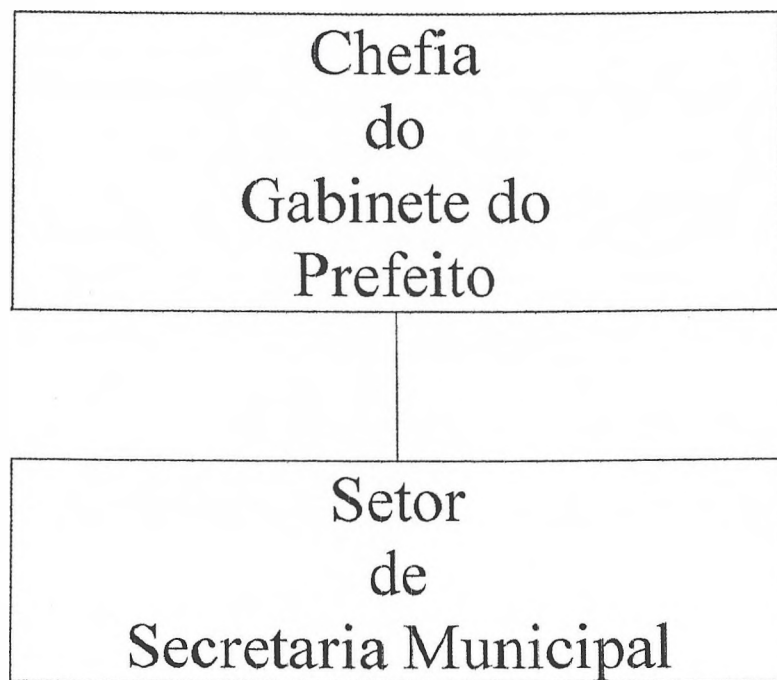 Chefia
do
Gabinete do
Prefeito
Setor
de
Secretaria Municipal